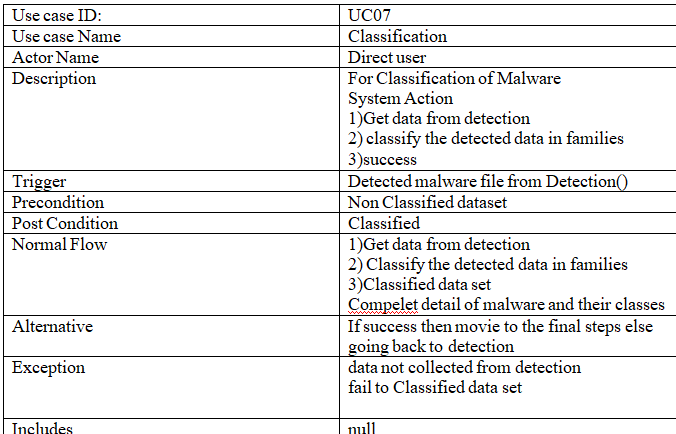 Use case ID: UC07
Use case Name Classification
Actor Name Direct user
Description For Classification of Malware
System Action
1)Get data from detection
2) classify the detected data in families
3)success
Trigger Detected malware file from Detection()
Precondition Non Classified dataset
Post Condition Classified
Normal Flow 1)Get data from detection
2) Classify the detected data in families
3)Classified data set
Compelet detail of malware and their classes
Alternative If success then movie to the final steps else
going back to detection
Exception data not collected from detection
fail to Classified data set
Includes null